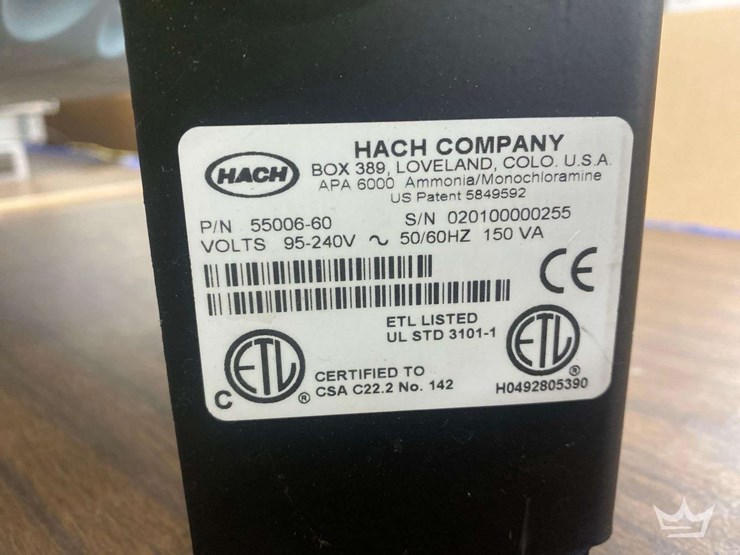 HACH
HACH COMPANY
BOX 389, LOVELAND, COLO. U.S.A.
APA 6000 Ammonia/Monochloramine
US Patent 5849592
P/N 55006-60 S/N 020100000255
VOLTS 95-240V ~ 50/60HZ 150 VA
CE
ETL LISTED
UL STD 3101-1
ETL
C ETL ®
CERTIFIED TO
CSA C22.2 No. 142
®
H0492805390